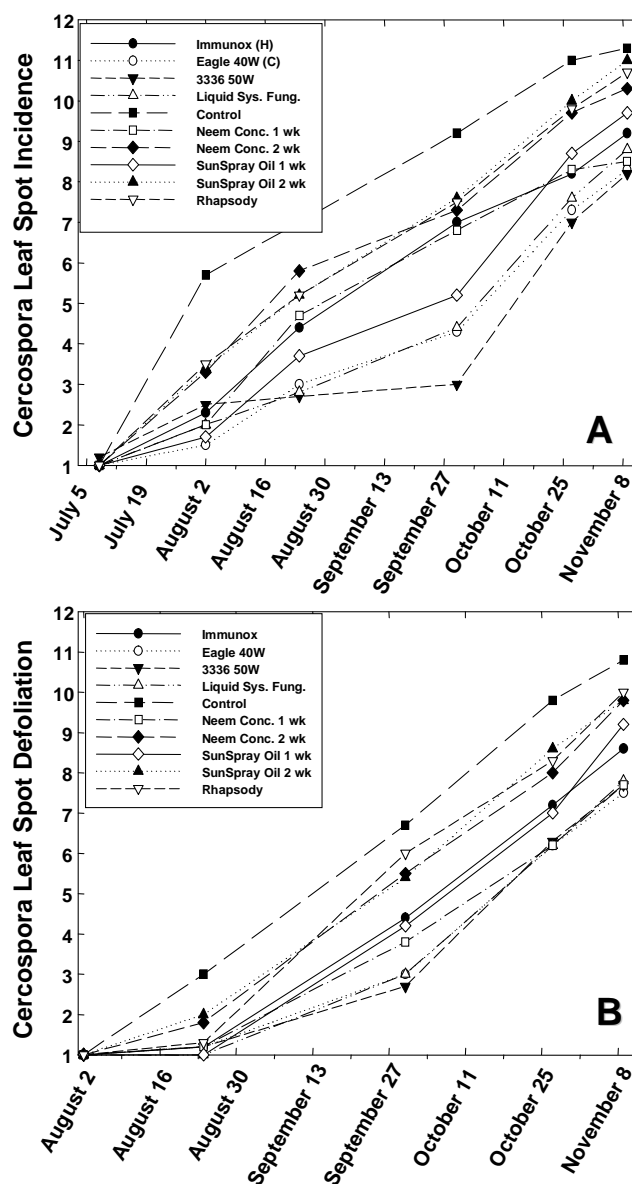 Cercospora Leaf Spot Incidence
12
11
10
9
8
7
6
5
4
3
2
1
Immunox (H)
Eagle 40W (C)
3336 50W
Liquid Sys. Fung.
Control
Neem Conc. 1 wk
Neem Conc. 2 wk
SunSpray Oil 1 wk
SunSpray Oil 2 wk
Rhapsody
A
July 5
July 19
August 2
August 16
August 30
September 13
September 27
October 11
October 25
November 8
Cercospora Leaf Spot Defoliation
12
11
10
9
8
7
6
5
4
3
2
1
Immunox
Eagle 40W
3336 50W
Liquid Sys. Fung.
Control
Neem Conc. 1 wk
Neem Conc. 2 wk
SunSpray Oil 1 wk
SunSpray Oil 2 wk
Rhapsody
B
August 2
August 16
August 30
September 13
September 27
October 11
October 25
November 8